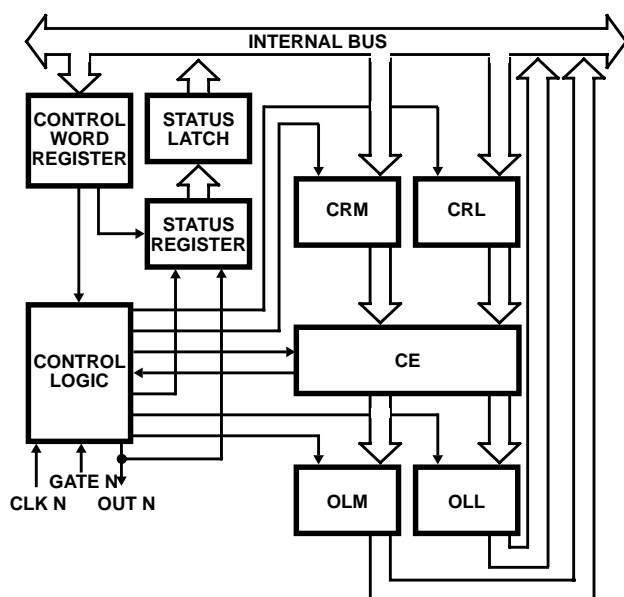 INTERNAL BUS
CONTROL
WORD
REGISTER
STATUS
LATCH
STATUS
REGISTER
CRM
CRL
CONTROL
LOGIC
CE
GATE N
CLK N
OUT N
OLM
OLL